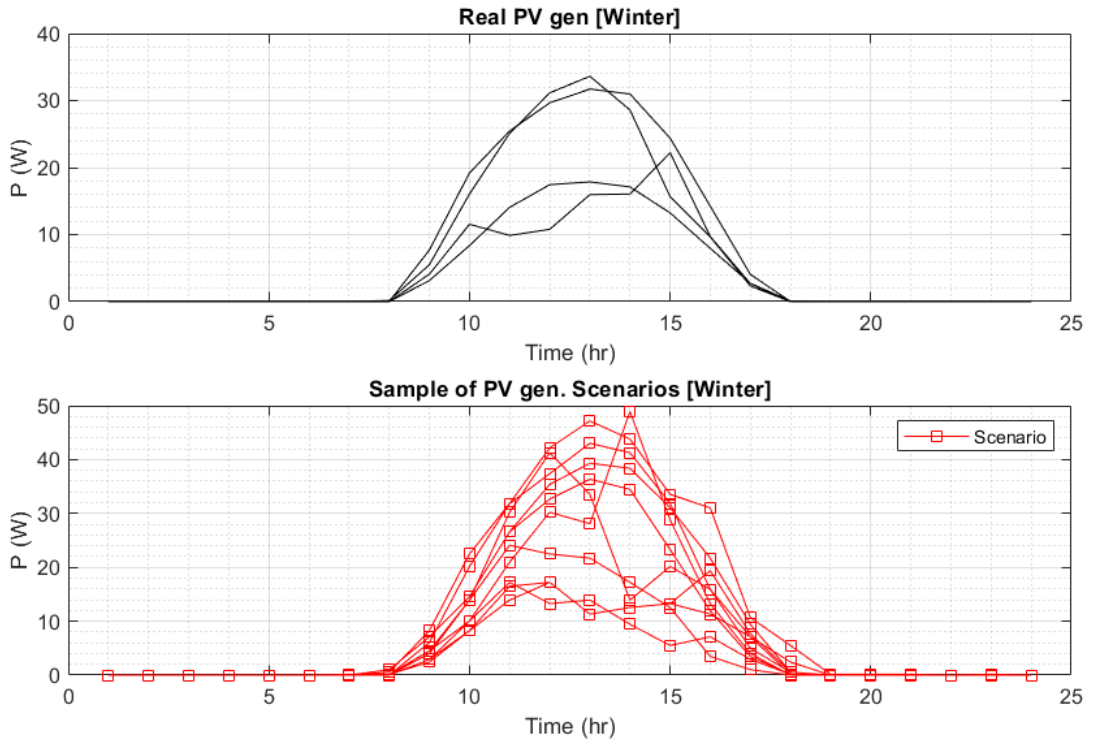 Real PV gen [Winter]
40
30
20
10
0
P (W)
0 5 10 15 20 25
Time (hr)
Sample of PV gen. Scenarios [Winter]
50
40
30
20
10
0
P (W)
Scenario
0 5 10 15 20 25
Time (hr)